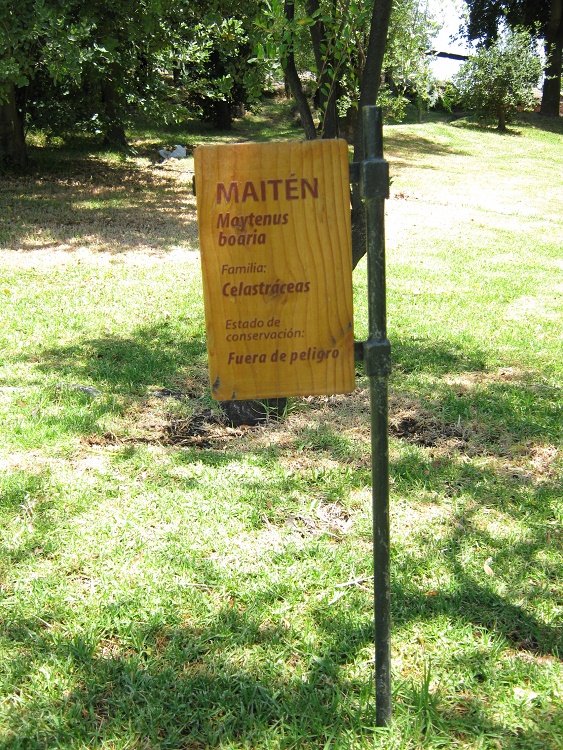 MAITÉN
Maytenus
boaria
Familia:
Celastráceas
Estado de
conservación:
Fuera de peligro